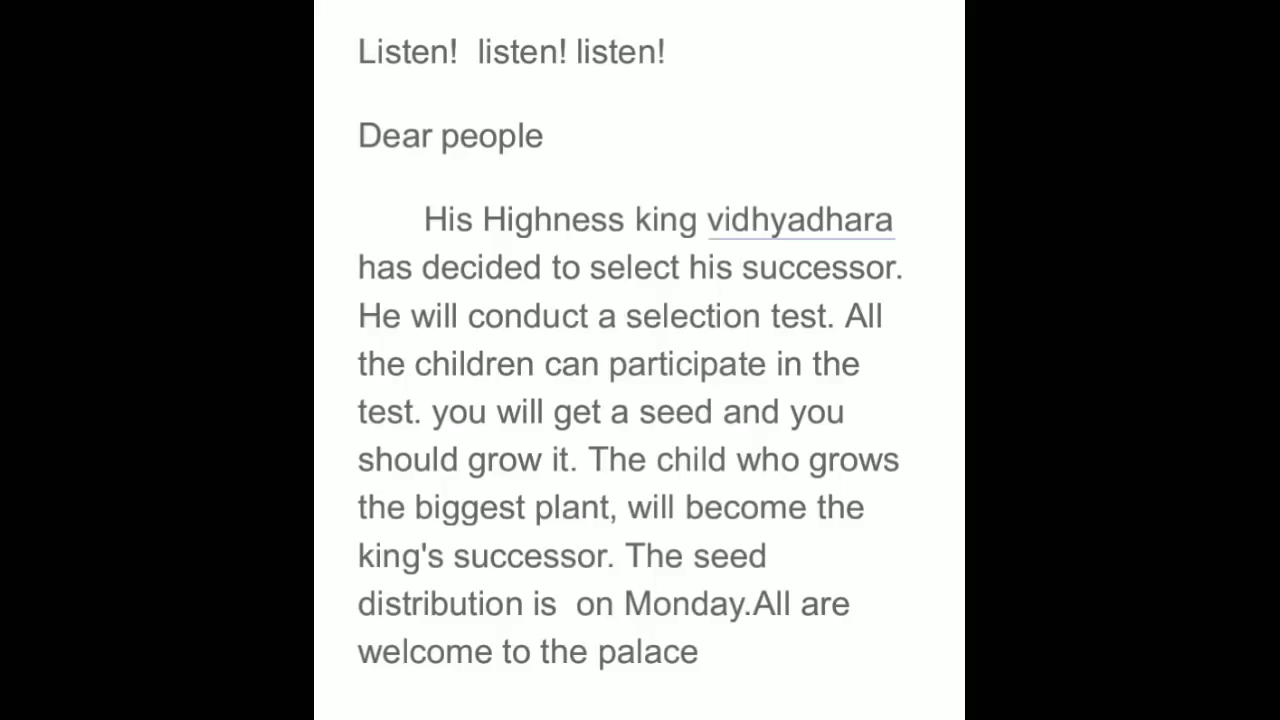 Listen!  listen! listen!
Dear people
His Highness king vidhyadhara
has decided to select his successor.
He will conduct a selection test. All
the children can participate in the
test. you will get a seed and you
should grow it. The child who grows
the biggest plant, will become the
king's successor. The seed
distribution is  on Monday.All are
welcome to the palace